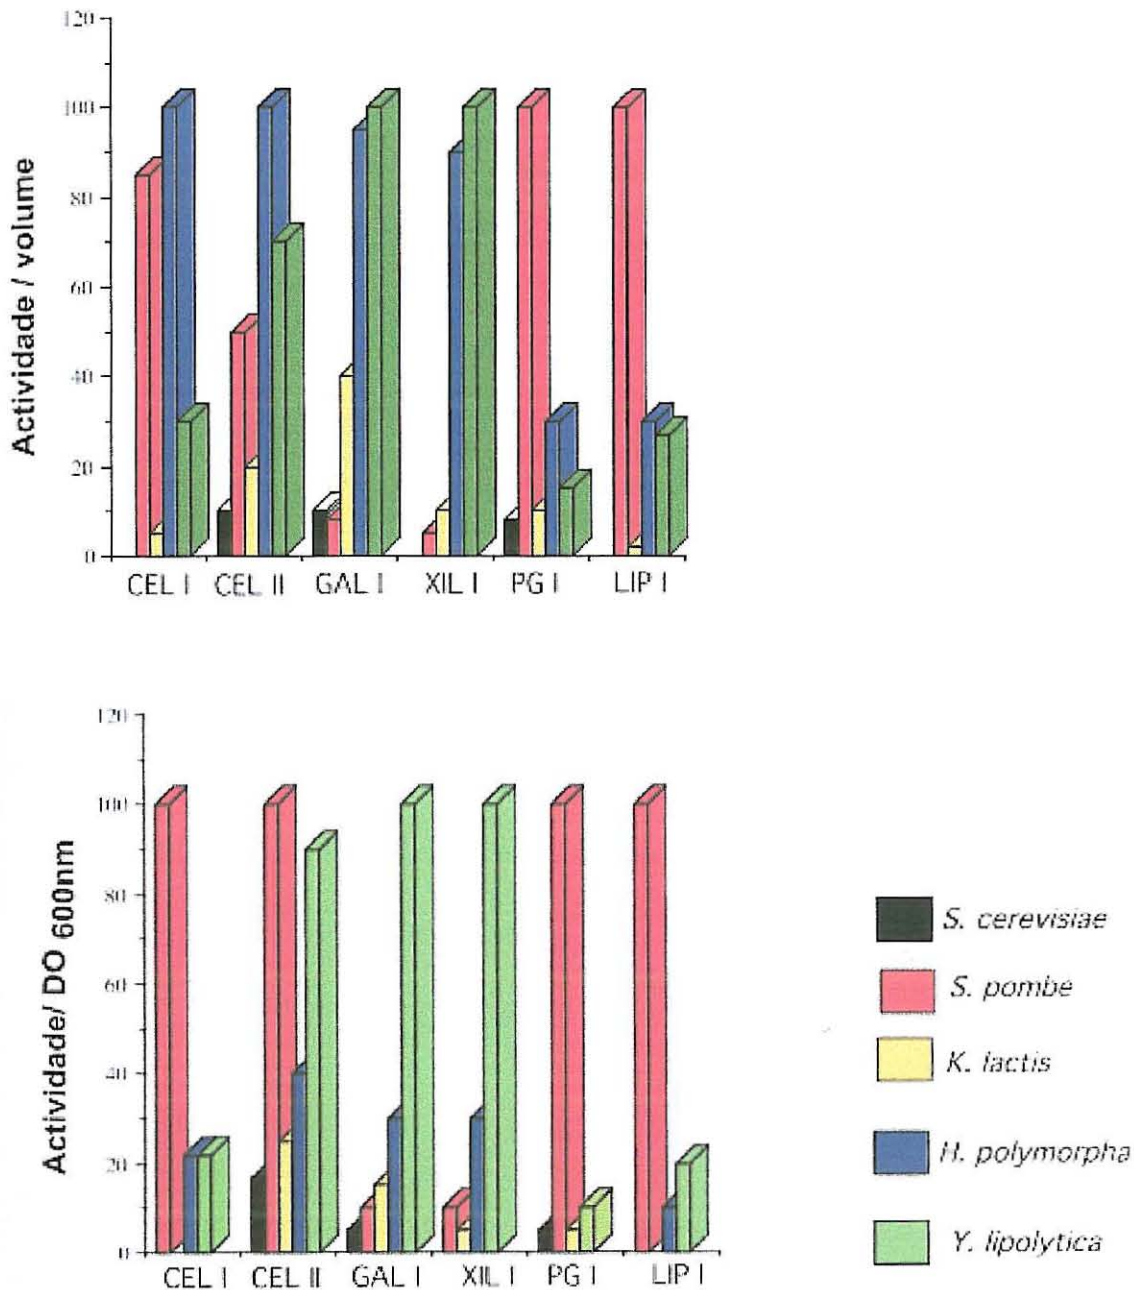 120
100
80
60
40
20
0
Actividade / volume
CEL I CEL II GAL I XIL I PG I LIP I
120
100
80
60
40
20
0
Actividade/ DO 600nm
CEL I CEL II GAL I XIL I PG I LIP I
S. cerevisiae
S. pombe
K. lactis
H. polymorpha
Y. lipolytica